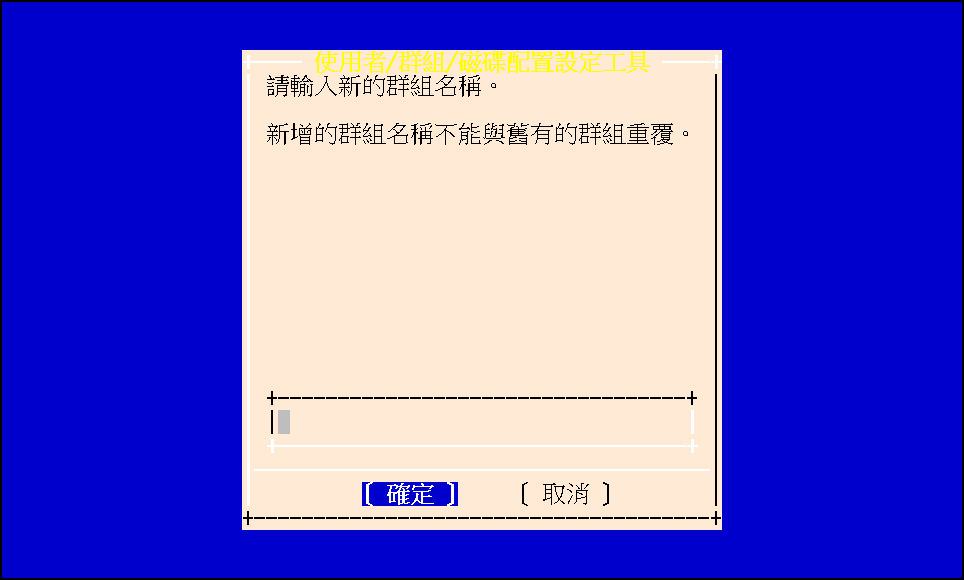 使用者/群組/磁碟配置設定工具
請輸入新的群組名稱。
新增的群組名稱不能與舊有的群組重覆。
[ 確定 ] [ 取消 ]